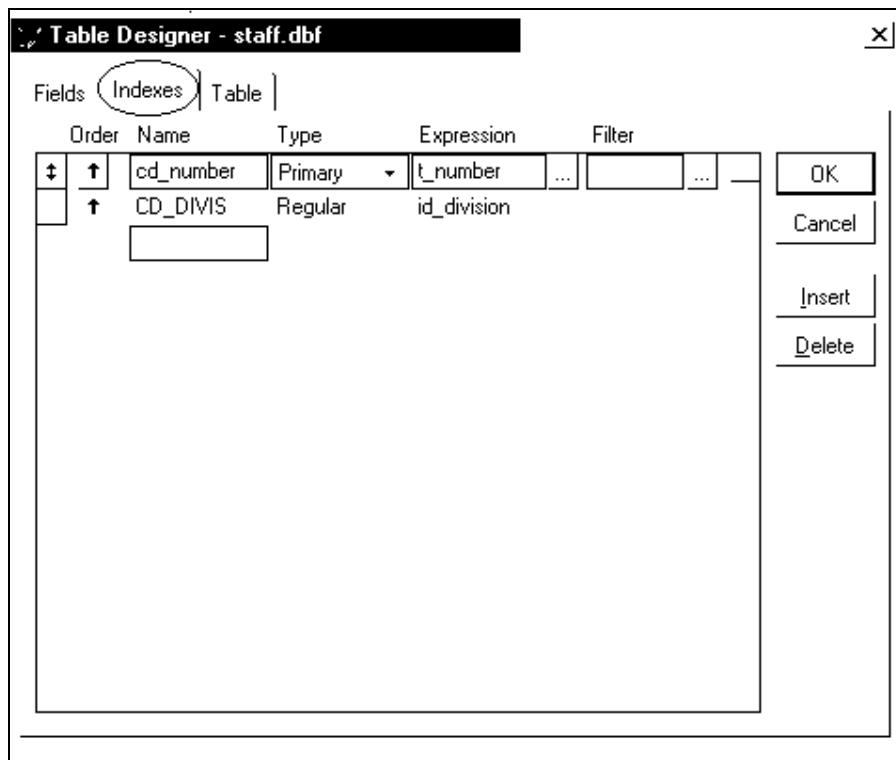 Table Designer - staff.dbf
Fields Indexes Table
Order Name Type Expression Filter
cd_number Primary t_number ... ... OK
CD_DIVIS Regular id_division
Cancel
Insert
Delete